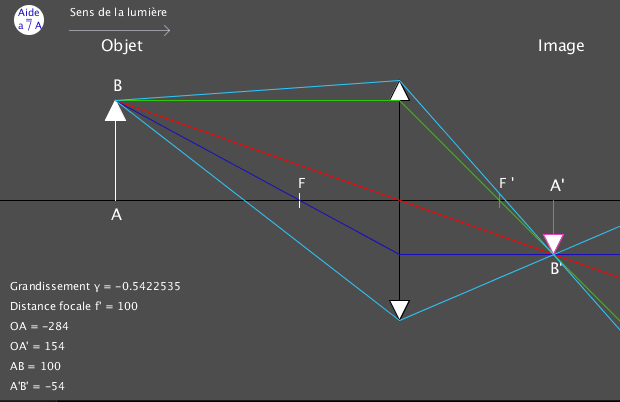 Aide
à 7 A
Sens de la lumière
Objet
Image
B
F
F '
A'
A
B'
Grandissement γ = -0.5422535
Distance focale f' = 100
OA = -284
OA' = 154
AB = 100
A'B' = -54